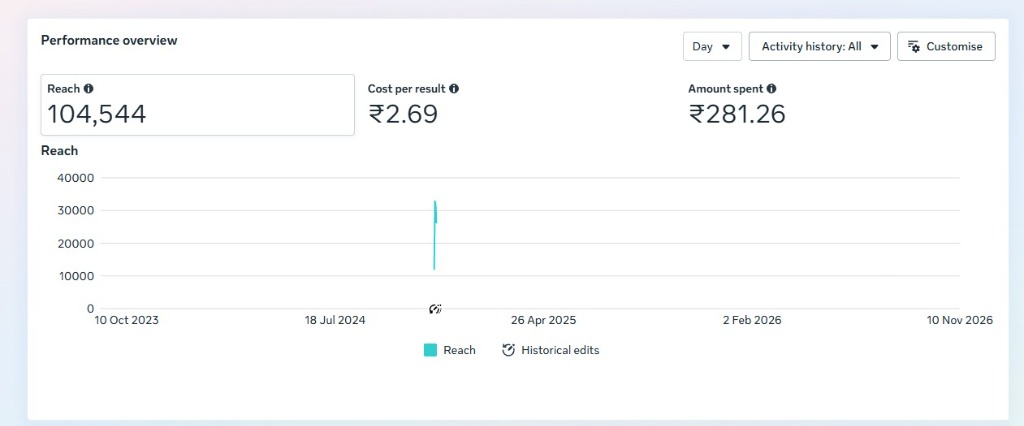 Performance overview
Day
Activity history: All
Customise
Reach
Cost per result
Amount spent
104,544
₹2.69
₹281.26
Reach
40000
30000
20000
10000
0
10 Oct 2023
18 Jul 2024
26 Apr 2025
2 Feb 2026
10 Nov 2026
Reach
Historical edits